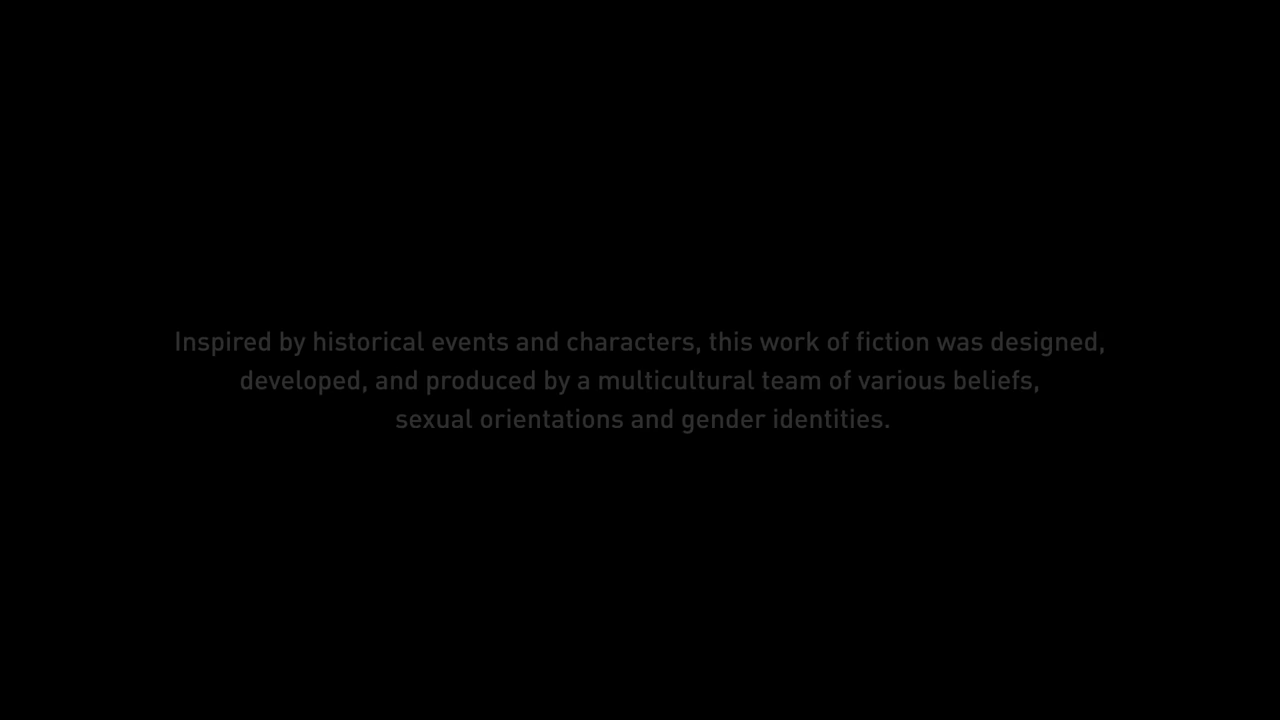 Inspired by historical events and characters, this work of fiction was designed,
developed, and produced by a multicultural team of various beliefs,
sexual orientations and gender identities.